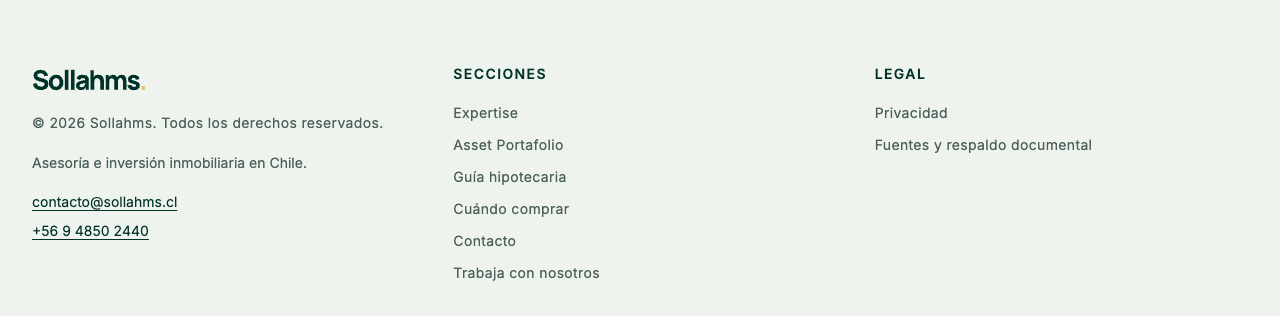 Sollahms.
© 2026 Sollahms. Todos los derechos reservados.
Asesoría e inversión inmobiliaria en Chile.
contacto@sollahms.cl
+56 9 4850 2440
SECCIONES
Expertise
Asset Portafolio
Guía hipotecaria
Cuándo comprar
Contacto
Trabaja con nosotros
LEGAL
Privacidad
Fuentes y respaldo documental